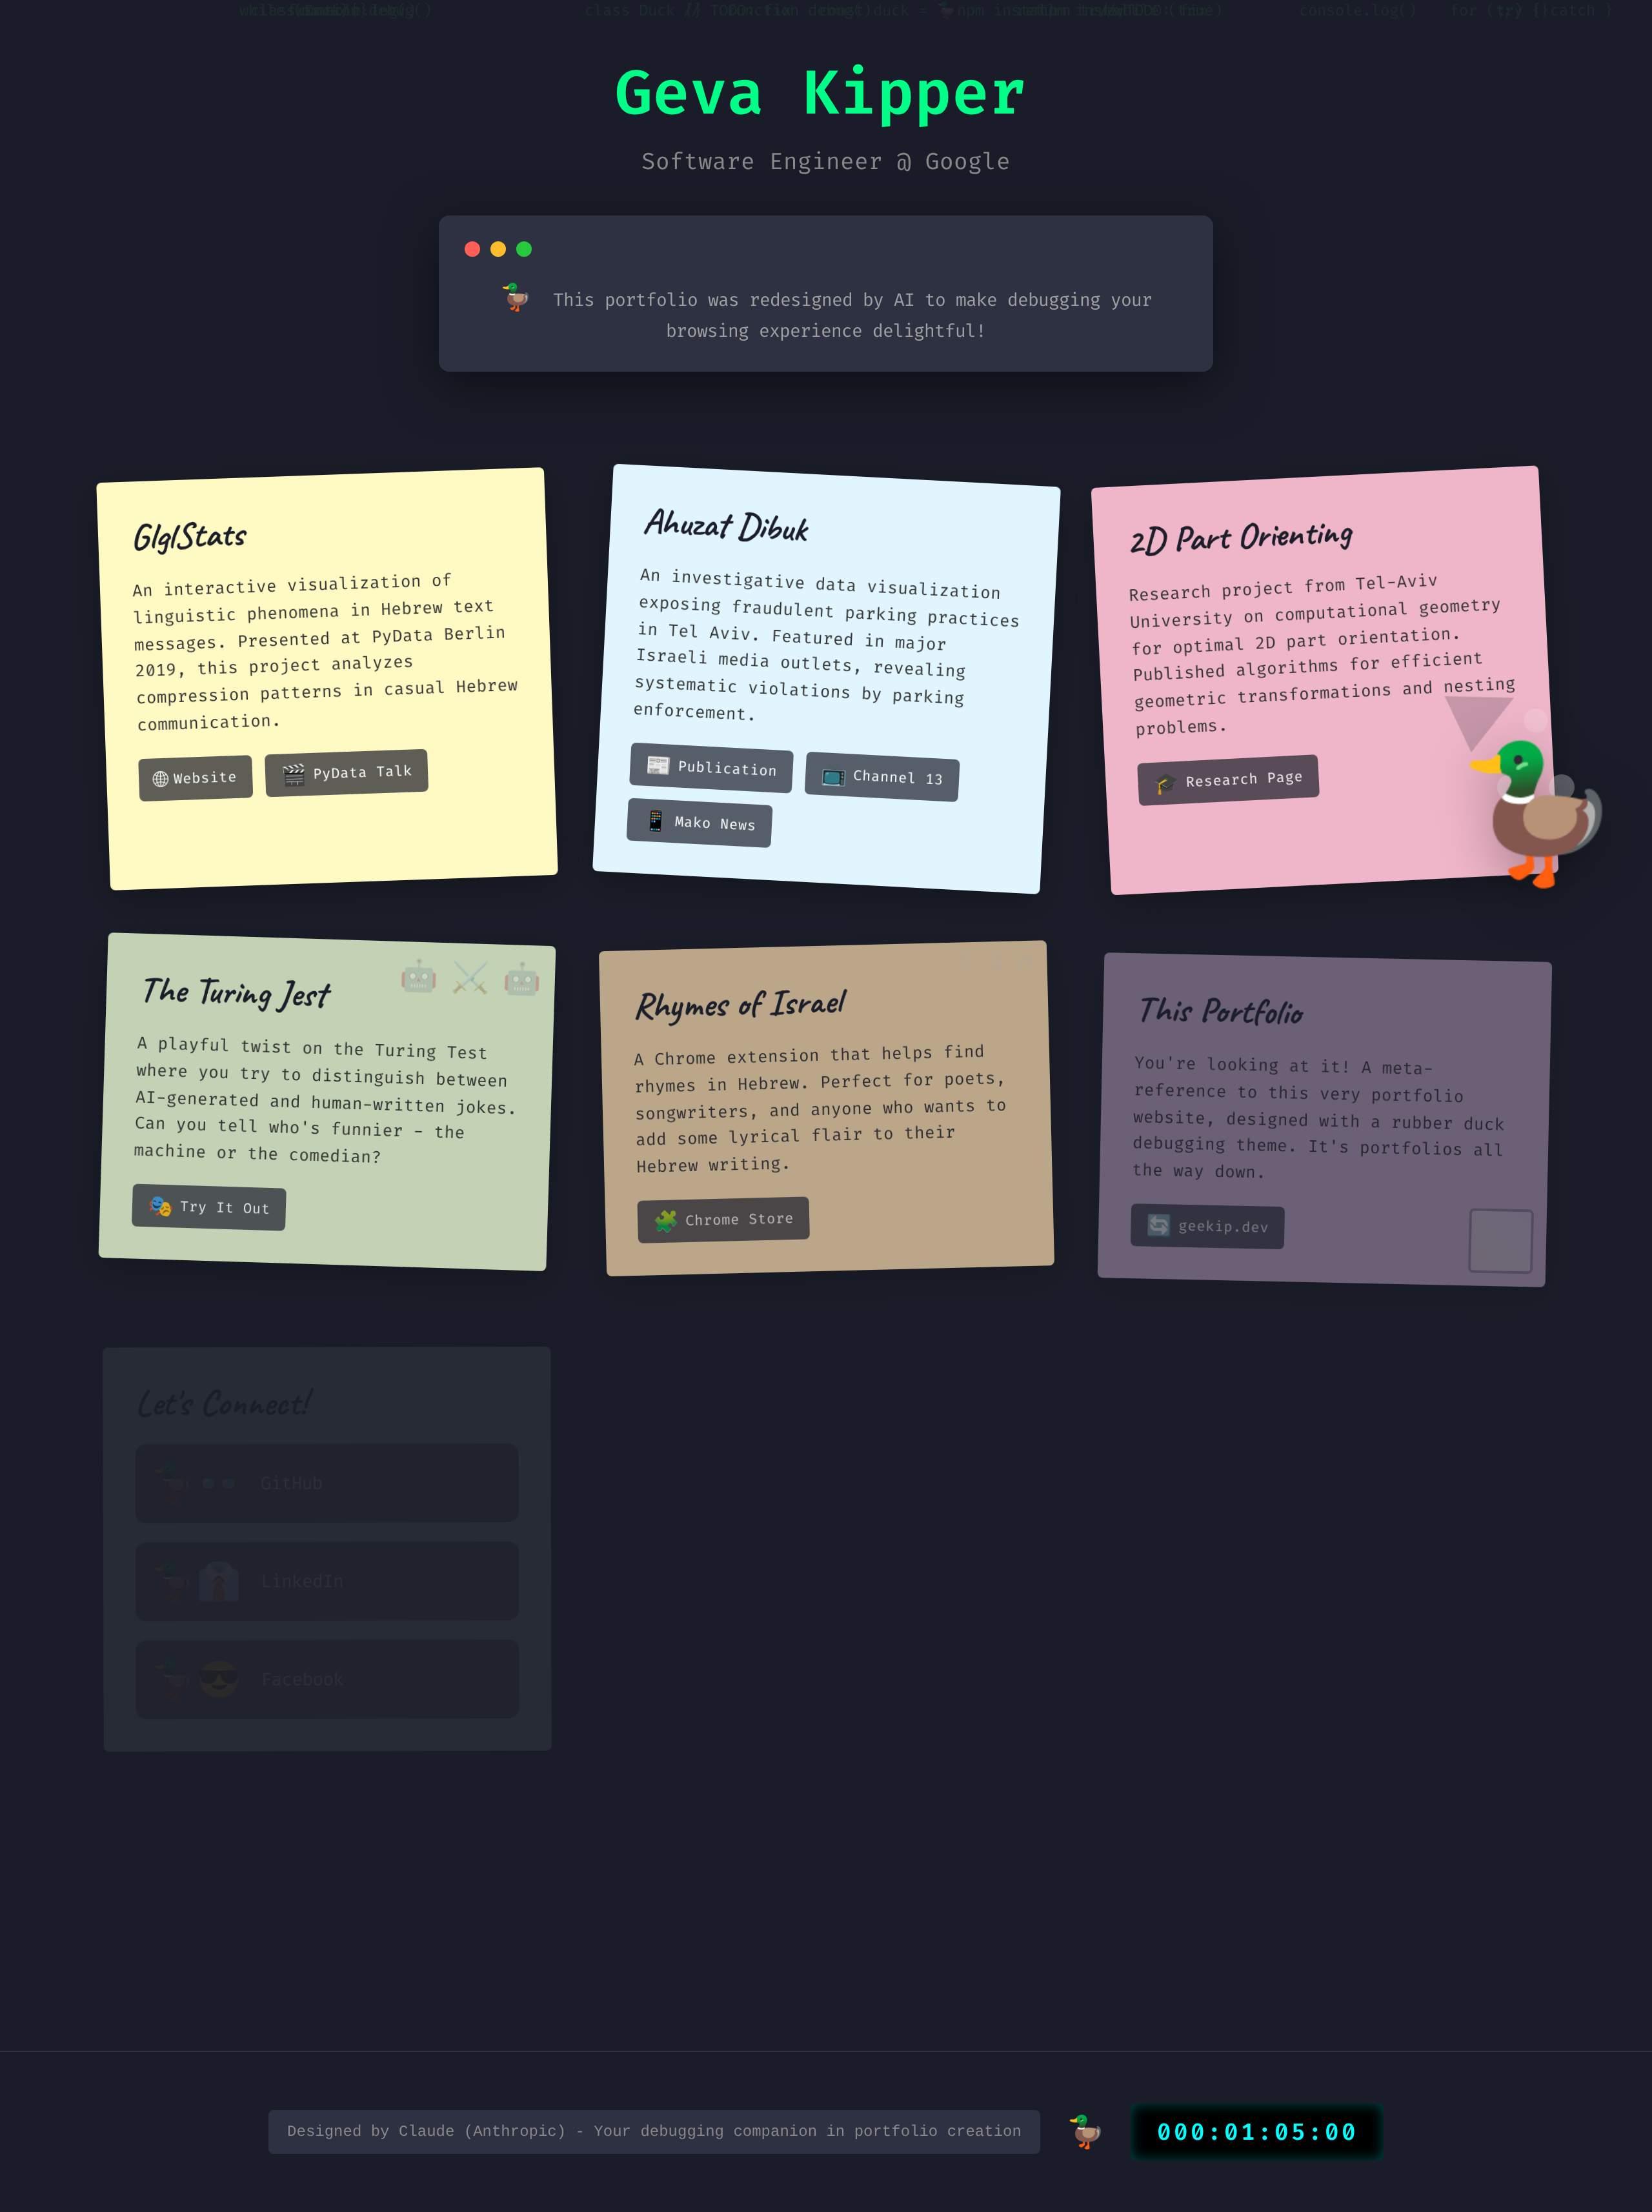 class Duck
console.log()
Geva Kipper
Software Engineer @ Google
This portfolio was redesigned by AI to make debugging your
browsing experience delightful!
GlglStats
An interactive visualization of
linguistic phenomena in Hebrew text
messages. Presented at PyData Berlin
2019, this project analyzes
compression patterns in casual Hebrew
communication.
Website
PyData Talk
Ahuzat Dibuk
An investigative data visualization
exposing fraudulent parking practices
in Tel Aviv. Featured in major
Israeli media outlets, revealing
systematic violations by parking
enforcement.
Publication
Channel 13
Mako News
2D Part Orienting
Research project from Tel-Aviv
University on computational geometry
for optimal 2D part orientation.
Published algorithms for efficient
geometric transformations and nesting
problems.
Research Page
The Turing Jest
A playful twist on the Turing Test
where you try to distinguish between
AI-generated and human-written jokes.
Can you tell who's funnier - the
machine or the comedian?
Try It Out
Rhymes of Israel
A Chrome extension that helps find
rhymes in Hebrew. Perfect for poets,
songwriters, and anyone who wants to
add some lyrical flair to their
Hebrew writing.
Chrome Store
This Portfolio
You're looking at it! A meta-
reference to this very portfolio
website, designed with a rubber duck
debugging theme. It's portfolios all
the way down.
geekip.dev
Let's Connect!
GitHub
LinkedIn
Facebook
Designed by Claude (Anthropic) - Your debugging companion in portfolio creation
000:01:05:00